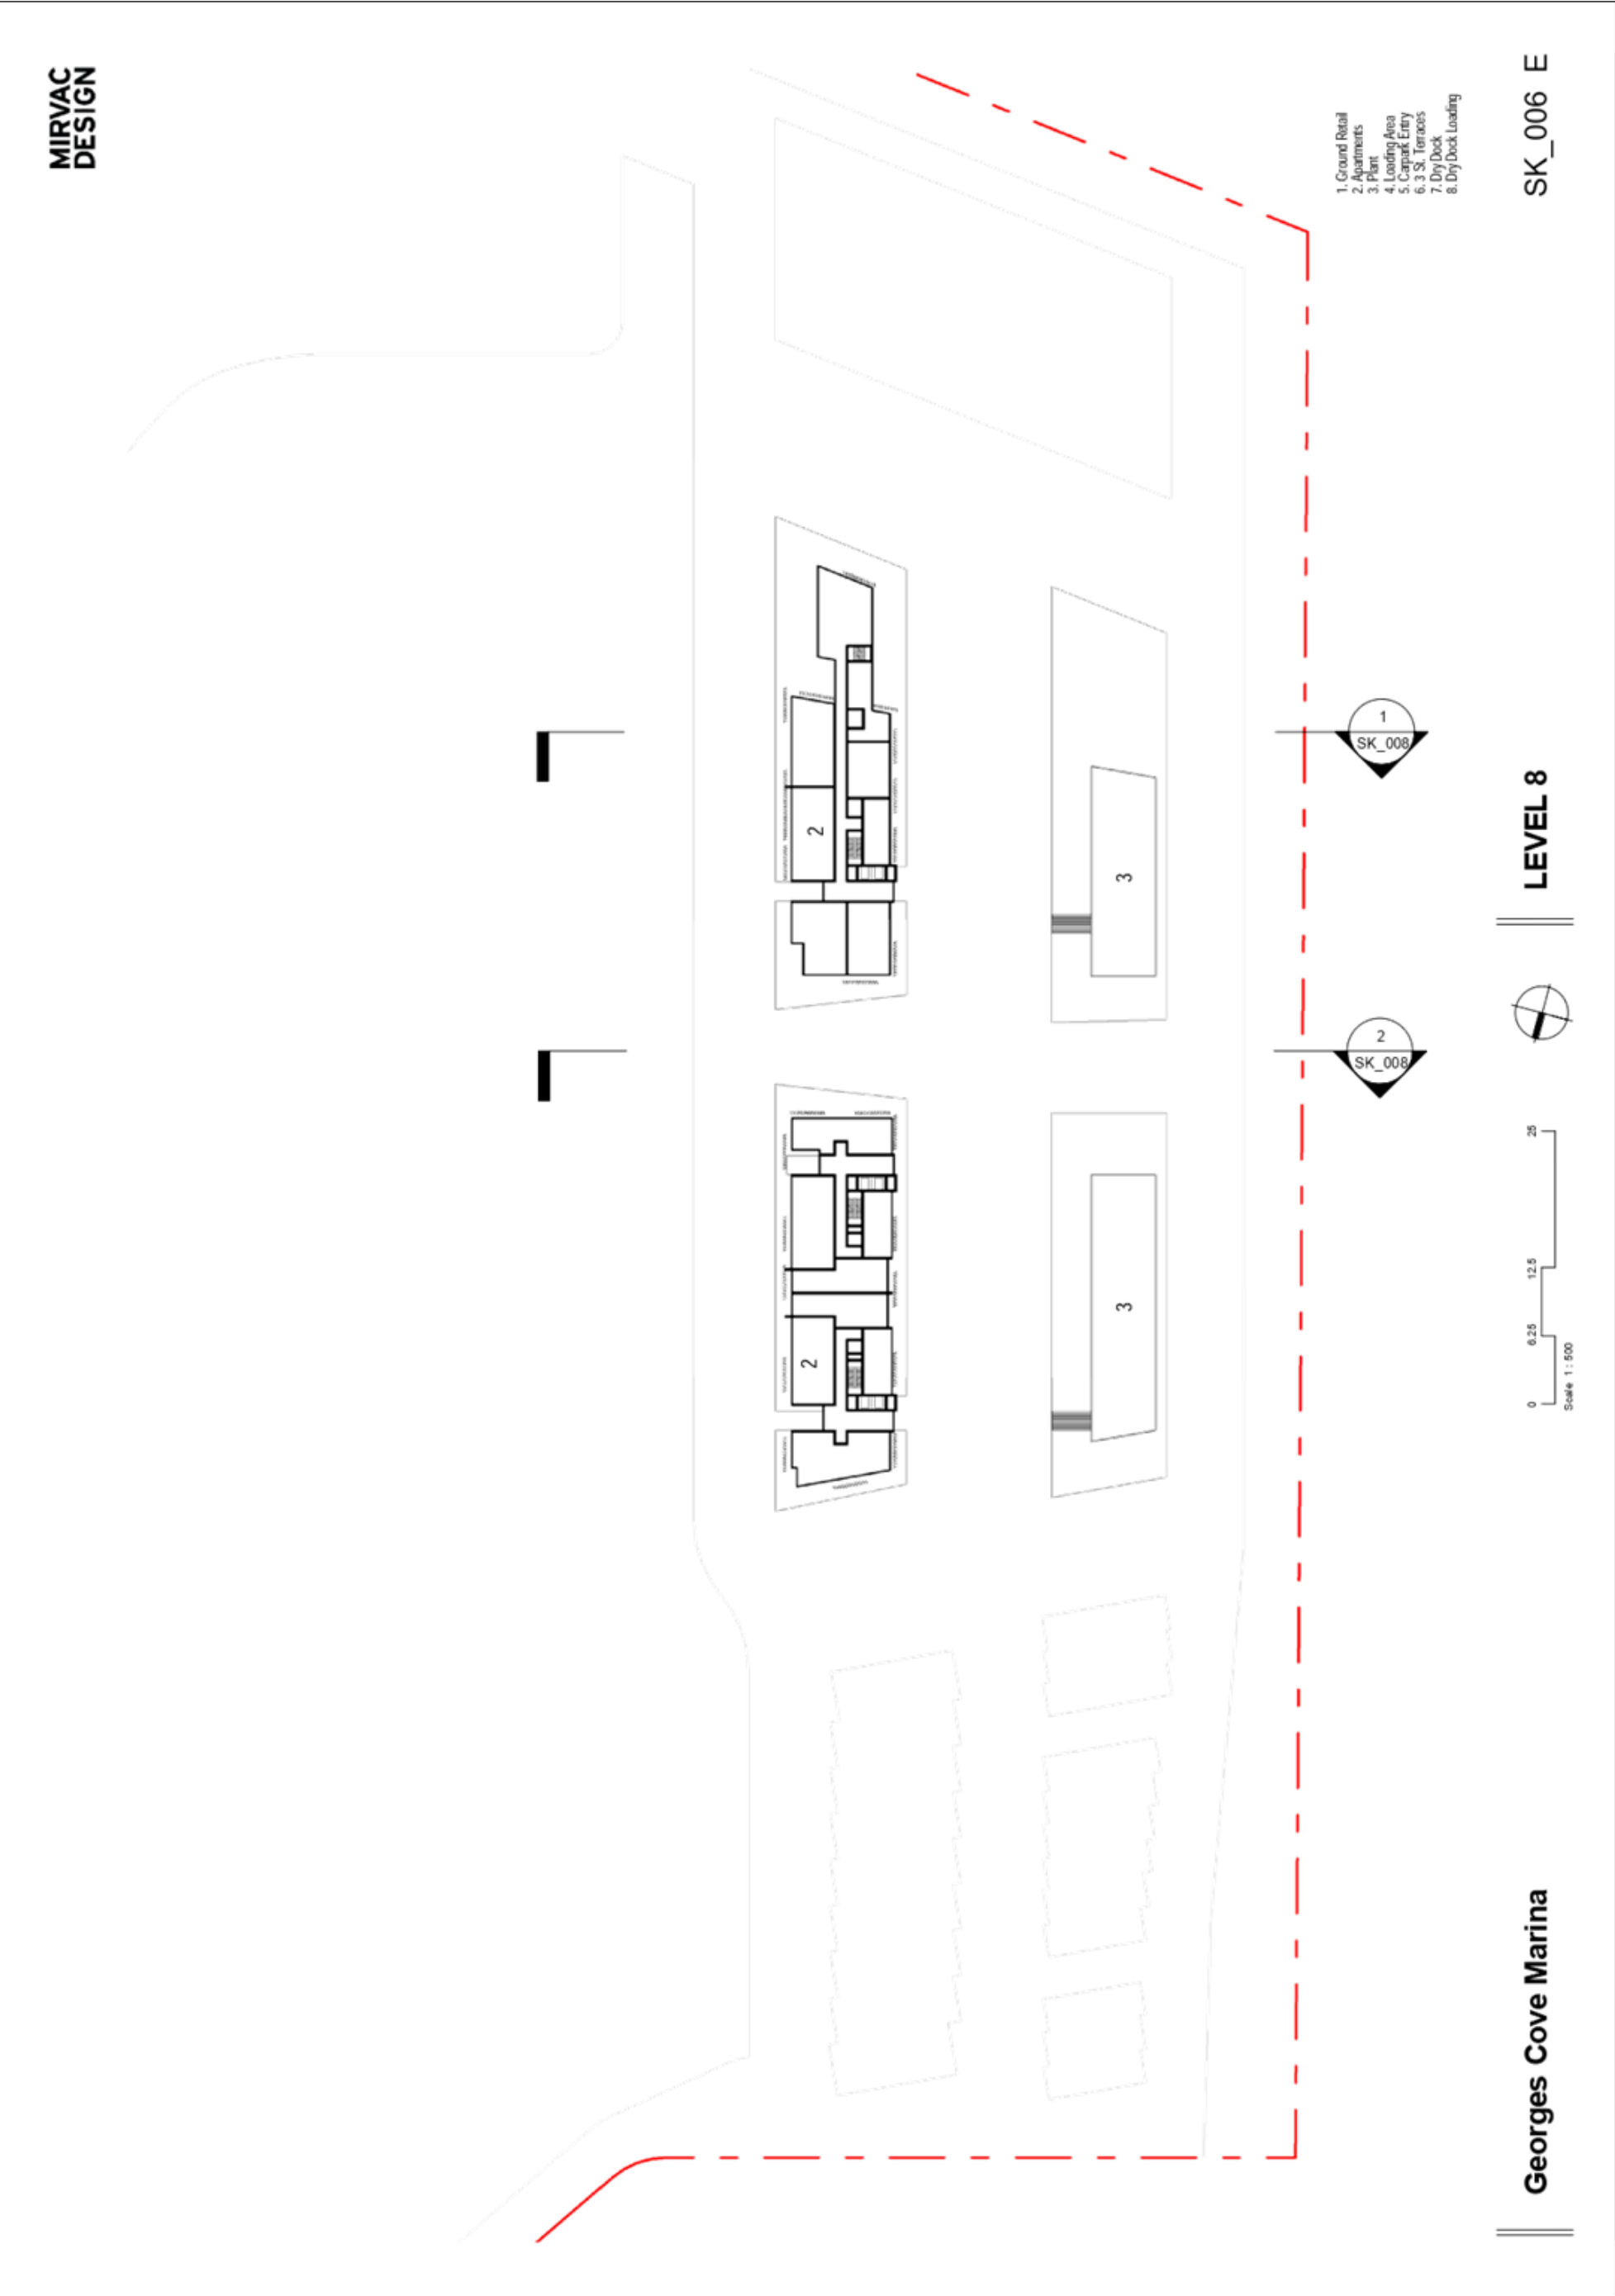 MIRVAC
DESIGN
1. Ground Retail
2. Apartments
3. Plant
4. Loading Area
5. Carpark Entry
6. 3 St. Terraces
7. Dry Dock
8. Dry Dock Loading
2
2
3
3
1
SK_008
2
SK_008
0
6.25
12.5
25
Scale 1 : 500
Georges Cove Marina
LEVEL 8
SK_006 E